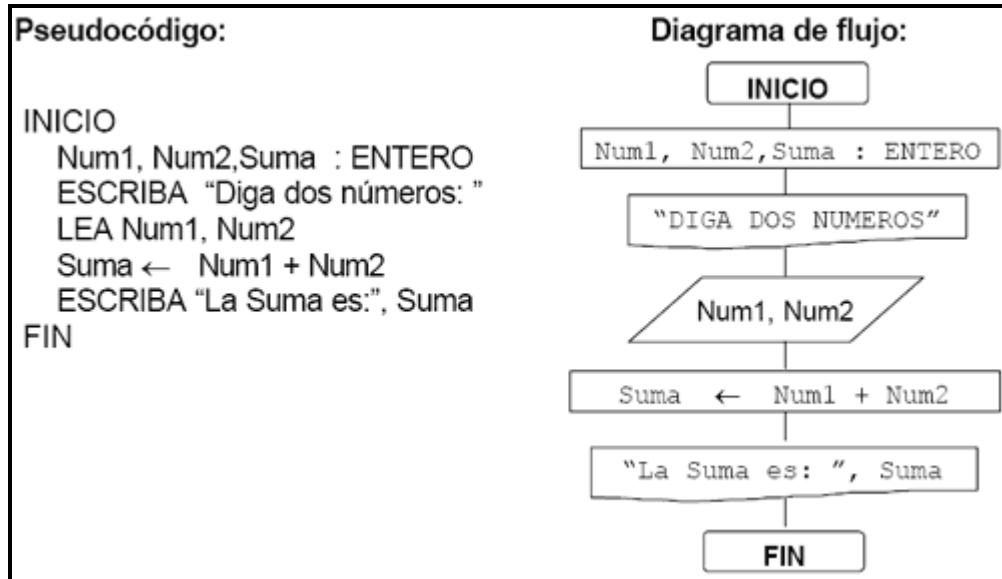 Pseudocódigo:
INICIO
Num1, Num2,Suma : ENTERO
ESCRIBA “Diga dos números: ”
LEA Num1, Num2
Suma ← Num1 + Num2
ESCRIBA “La Suma es:”, Suma
FIN
Diagrama de flujo:
INICIO
Num1, Num2,Suma : ENTERO
“DIGA DOS NUMEROS”
Num1, Num2
Suma ← Num1 + Num2
“La Suma es: ”, Suma
FIN